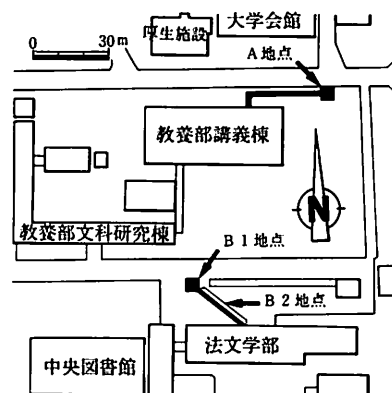 大学会館
厚生施設
0 30m
A地点
教養部講義棟
N
教養部文科研究棟
B1地点
B2地点
法文学部
中央図書館